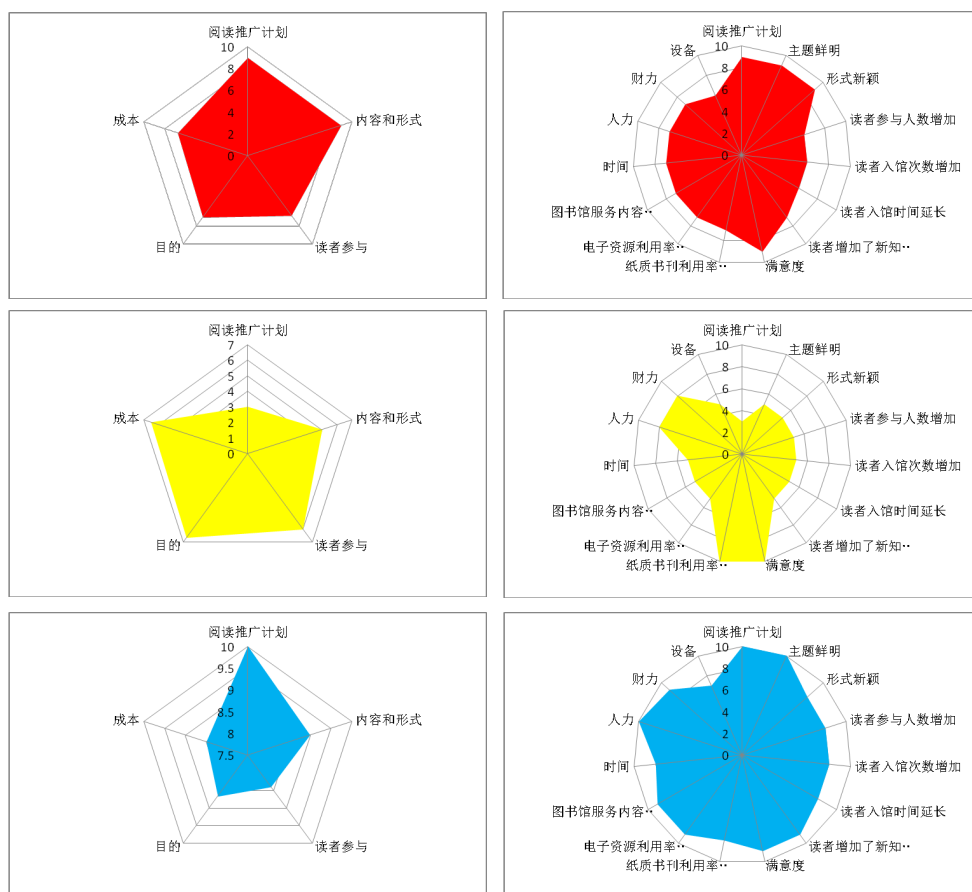 阅读推广计划
10
8
6
4
2
0
内容和形式
读者参与
目的
成本
阅读推广计划
10
8
6
4
2
0
主题鲜明
形式新颖
读者参与人数增加
读者入馆次数增加
读者入馆时间延长
读者增加了新知··
满意度
纸质书刊利用率··
电子资源利用率··
图书馆服务内容··
时间
人力
财力
设备
阅读推广计划
7
6
5
4
3
2
1
0
内容和形式
读者参与
目的
成本
阅读推广计划
10
8
6
4
2
0
主题鲜明
形式新颖
读者参与人数增加
读者入馆次数增加
读者入馆时间延长
读者增加了新知··
满意度
纸质书刊利用率··
电子资源利用率··
图书馆服务内容··
时间
人力
财力
设备
阅读推广计划
10
9.5
9
8.5
8
7.5
内容和形式
读者参与
目的
成本
阅读推广计划
10
8
6
4
2
0
主题鲜明
形式新颖
读者参与人数增加
读者入馆次数增加
读者入馆时间延长
读者增加了新知··
满意度
纸质书刊利用率··
电子资源利用率··
图书馆服务内容··
时间
人力
财力
设备